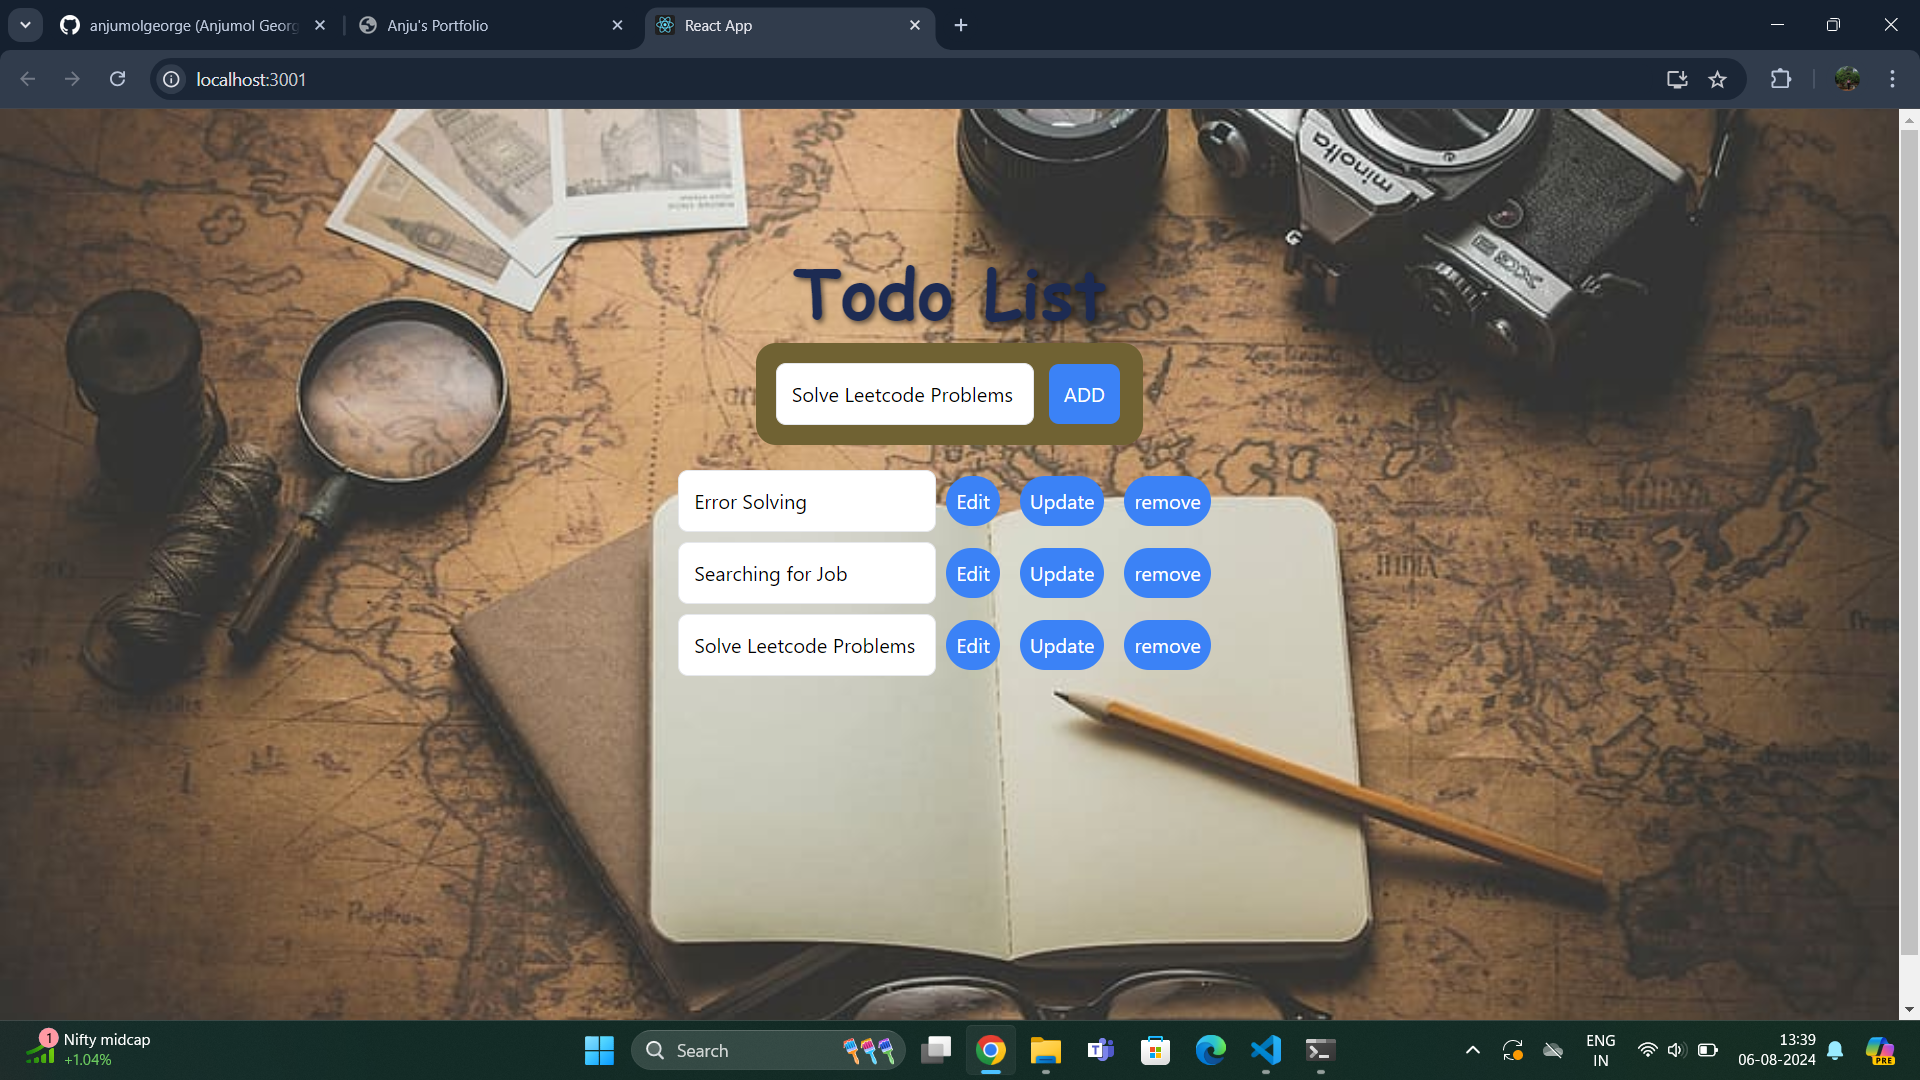 anjumolgeorge (Anjumol Georg
Anju's Portfolio
React App
localhost:3001
minolta
Todo List
Solve Leetcode Problems
ADD
Error Solving
Edit
Update
remove
Searching for Job
Edit
Update
remove
Solve Leetcode Problems
Edit
Update
remove
1
Nifty midcap
+1.04%
Search
ENG
IN
13:39
06-08-2024
PRE